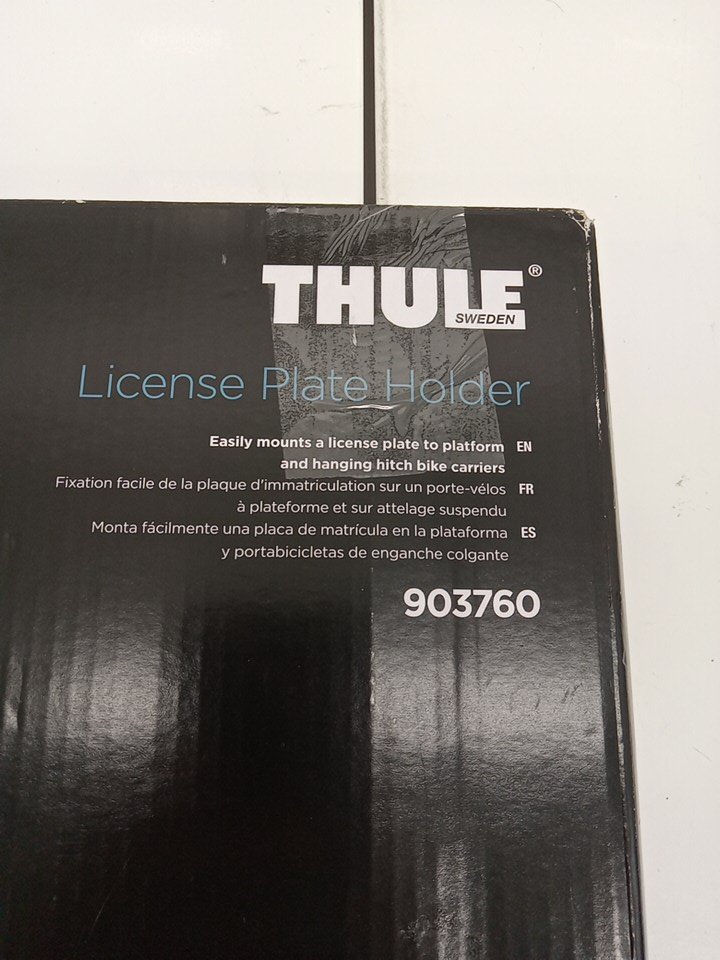 THULE®
SWEDEN
License Plate Holder
Easily mounts a license plate to platform EN
and hanging hitch bike carriers
Fixation facile de la plaque d'immatriculation sur un porte-vélos FR
à plateforme et sur attelage suspendu
Monta fácilmente una placa de matrícula en la plataforma ES
y portabicicletas de enganche colgante
903760